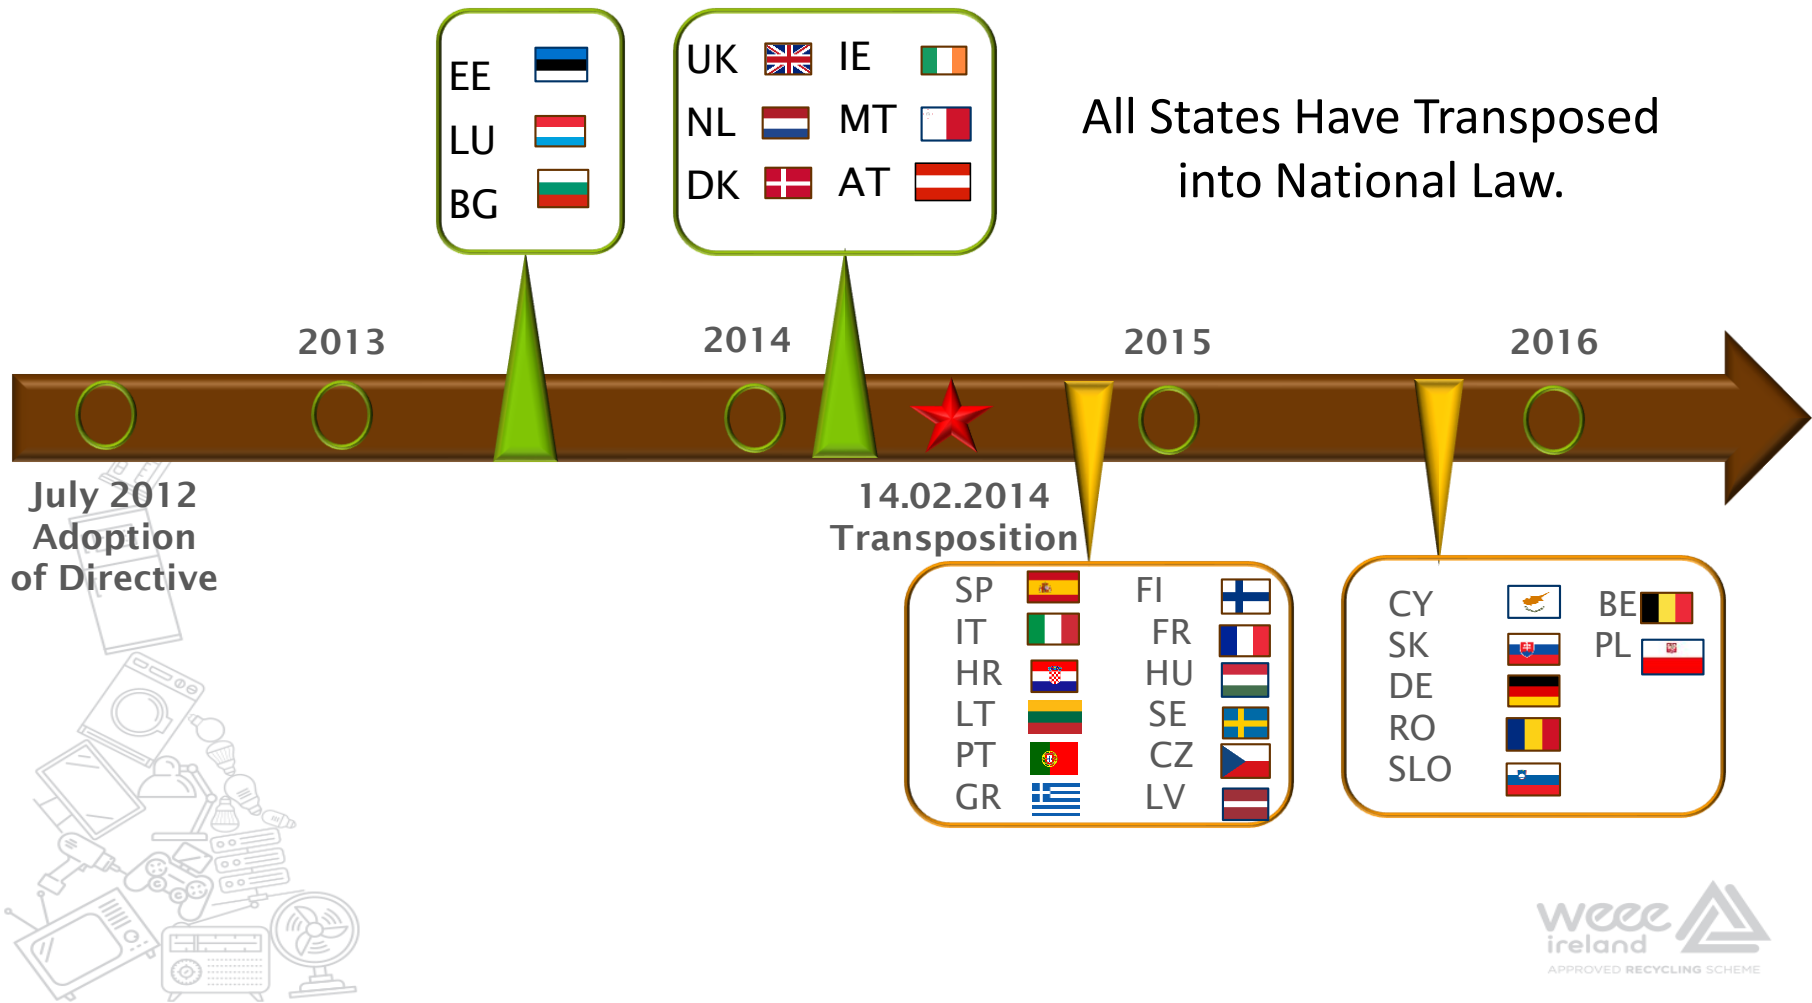 EE
LU
BG
UK
NL
DK
IE
MT
AT
All States Have Transposed
into National Law.
2013
2014
2015
2016
July 2012
Adoption
of Directive
14.02.2014
Transposition
SP
IT
HR
LT
PT
GR
FI
FR
HU
SE
CZ
LV
CY
SK
DE
RO
SLO
BE
PL
weee
ireland
APPROVED RECYCLING SCHEME